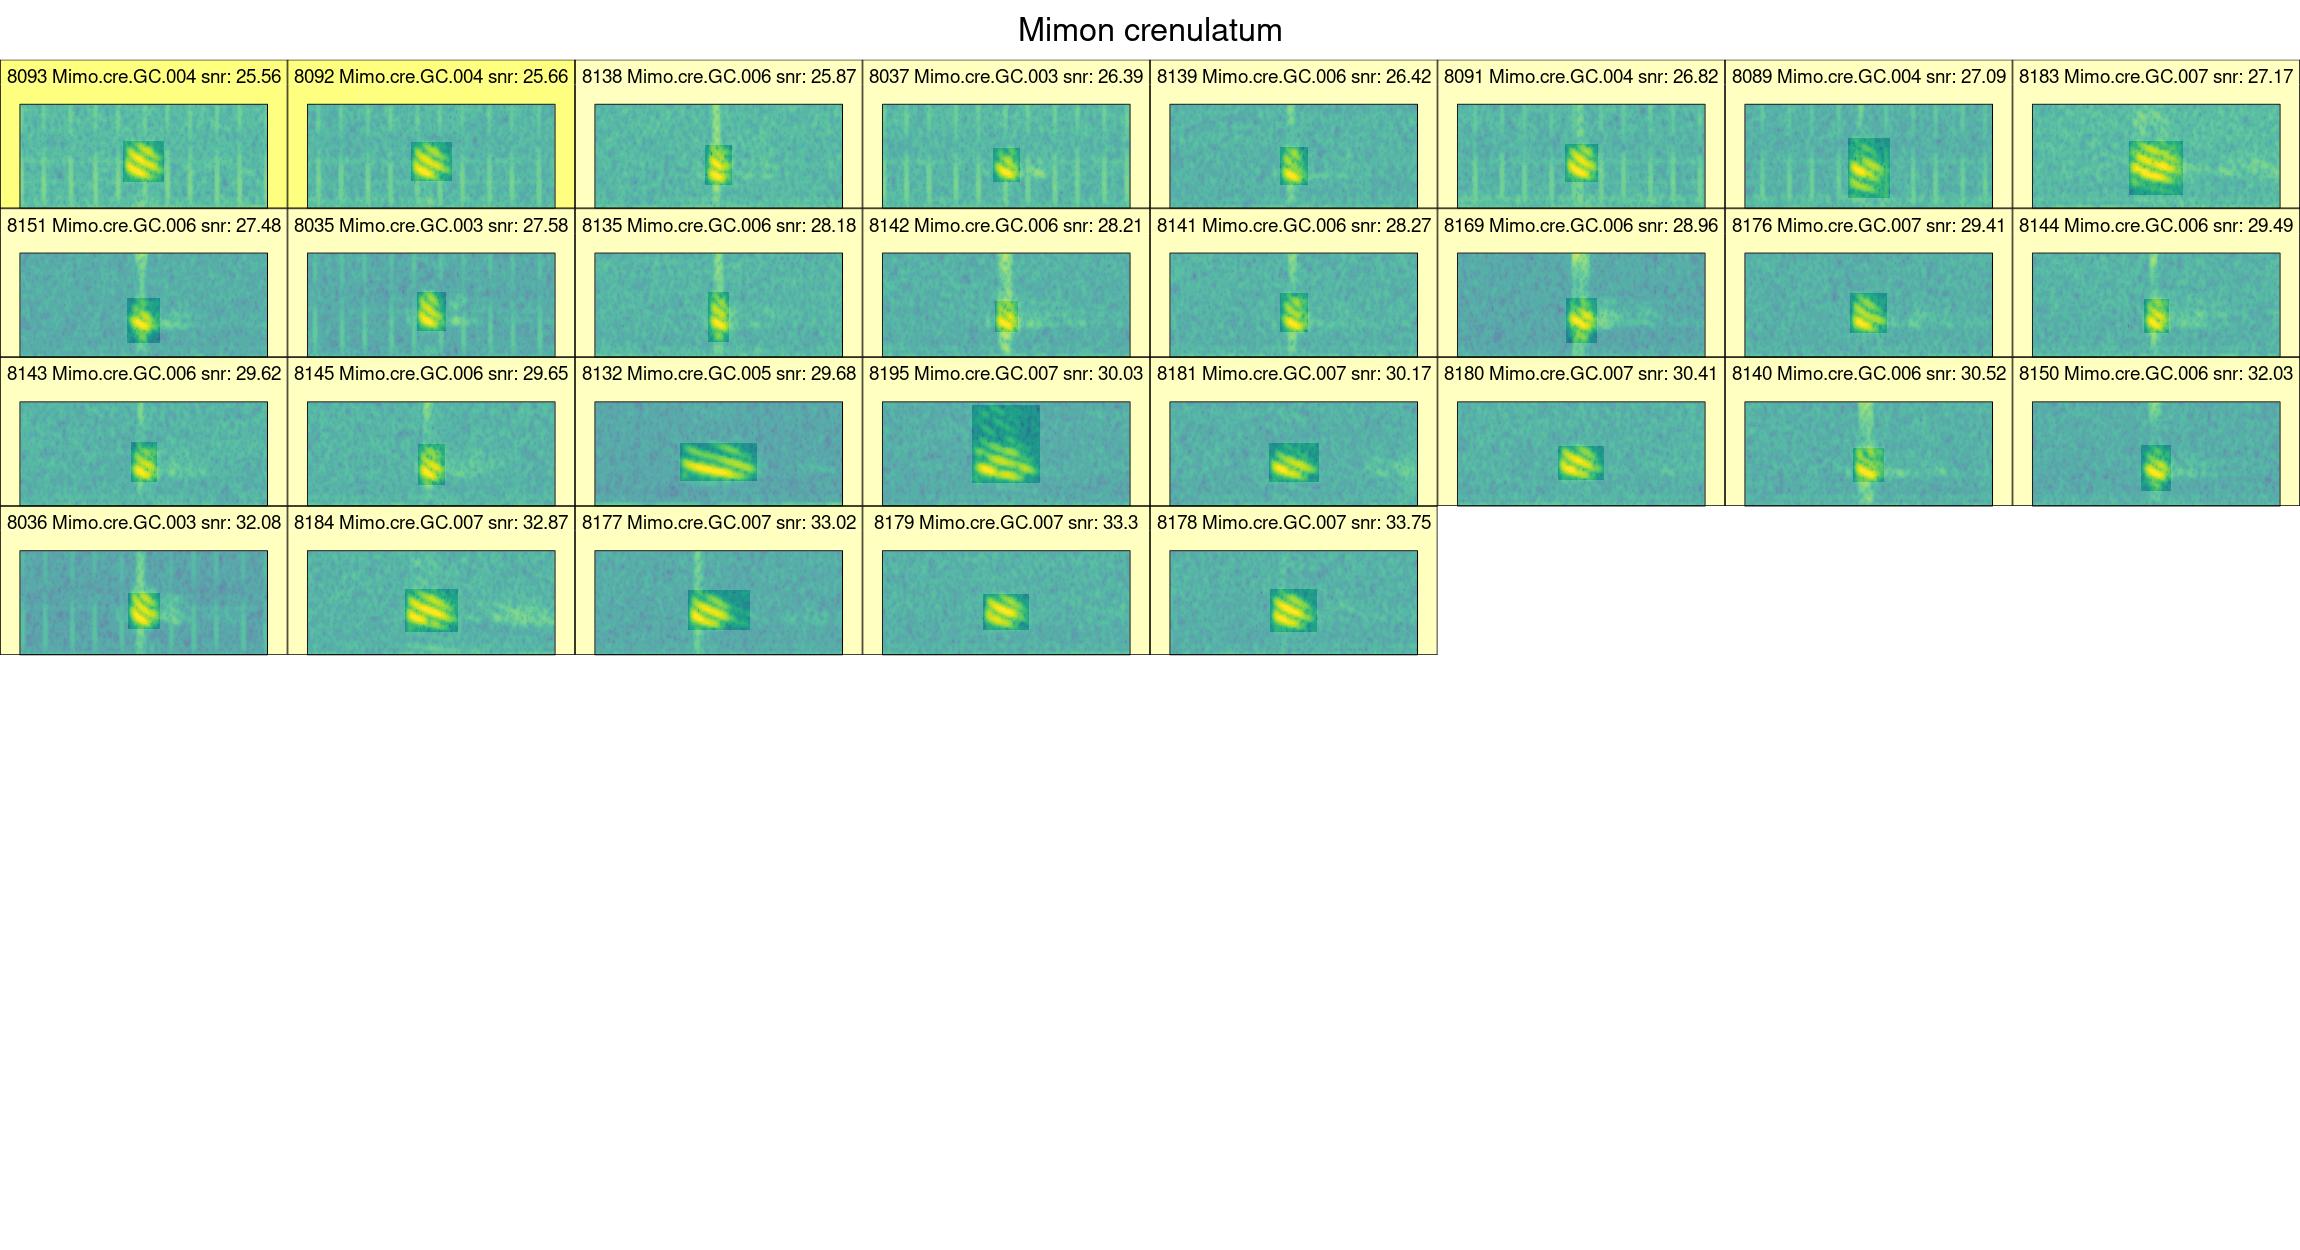 Mimon crenulatum
8093 Mimo.cre.GC.004 snr: 25.56
8092 Mimo.cre.GC.004 snr: 25.66
8138 Mimo.cre.GC.006 snr: 25.87
8037 Mimo.cre.GC.003 snr: 26.39
8139 Mimo.cre.GC.006 snr: 26.42
8091 Mimo.cre.GC.004 snr: 26.82
8089 Mimo.cre.GC.004 snr: 27.09
8183 Mimo.cre.GC.007 snr: 27.17
8151 Mimo.cre.GC.006 snr: 27.48
8035 Mimo.cre.GC.003 snr: 27.58
8135 Mimo.cre.GC.006 snr: 28.18
8142 Mimo.cre.GC.006 snr: 28.21
8141 Mimo.cre.GC.006 snr: 28.27
8169 Mimo.cre.GC.006 snr: 28.96
8176 Mimo.cre.GC.007 snr: 29.41
8144 Mimo.cre.GC.006 snr: 29.49
8143 Mimo.cre.GC.006 snr: 29.62
8145 Mimo.cre.GC.006 snr: 29.65
8132 Mimo.cre.GC.005 snr: 29.68
8195 Mimo.cre.GC.007 snr: 30.03
8181 Mimo.cre.GC.007 snr: 30.17
8180 Mimo.cre.GC.007 snr: 30.41
8140 Mimo.cre.GC.006 snr: 30.52
8150 Mimo.cre.GC.006 snr: 32.03
8036 Mimo.cre.GC.003 snr: 32.08
8184 Mimo.cre.GC.007 snr: 32.87
8177 Mimo.cre.GC.007 snr: 33.02
8179 Mimo.cre.GC.007 snr: 33.3
8178 Mimo.cre.GC.007 snr: 33.75